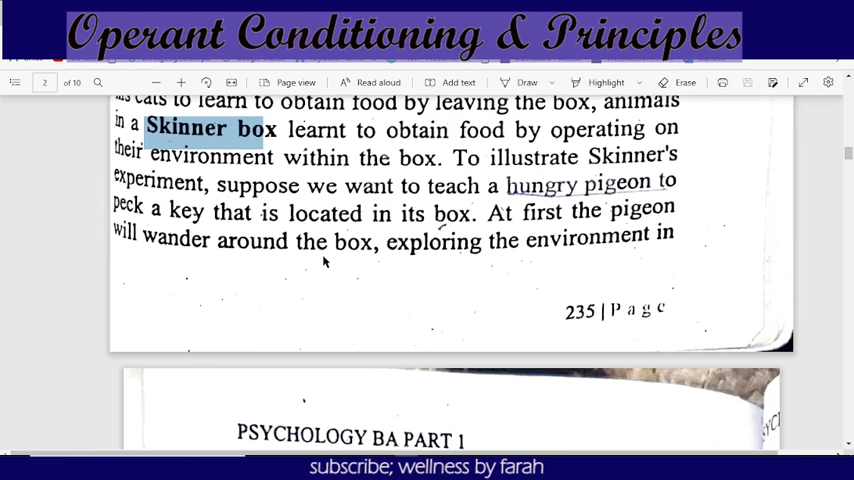 Operant Conditioning & Principles
2 of 10
Page view
Read aloud
Add text
Draw
Highlight
Erase
his cats to learn to obtain food by leaving the box, animals
in a Skinner box learnt to obtain food by operating on
their environment within the box. To illustrate Skinner's
experiment, suppose we want to teach a hungry pigeon to
peck a key that is located in its box. At first the pigeon
will wander around the box, exploring the environment in
235 | Page
PSYCHOLOGY BA PART 1
subscribe; wellness by farah